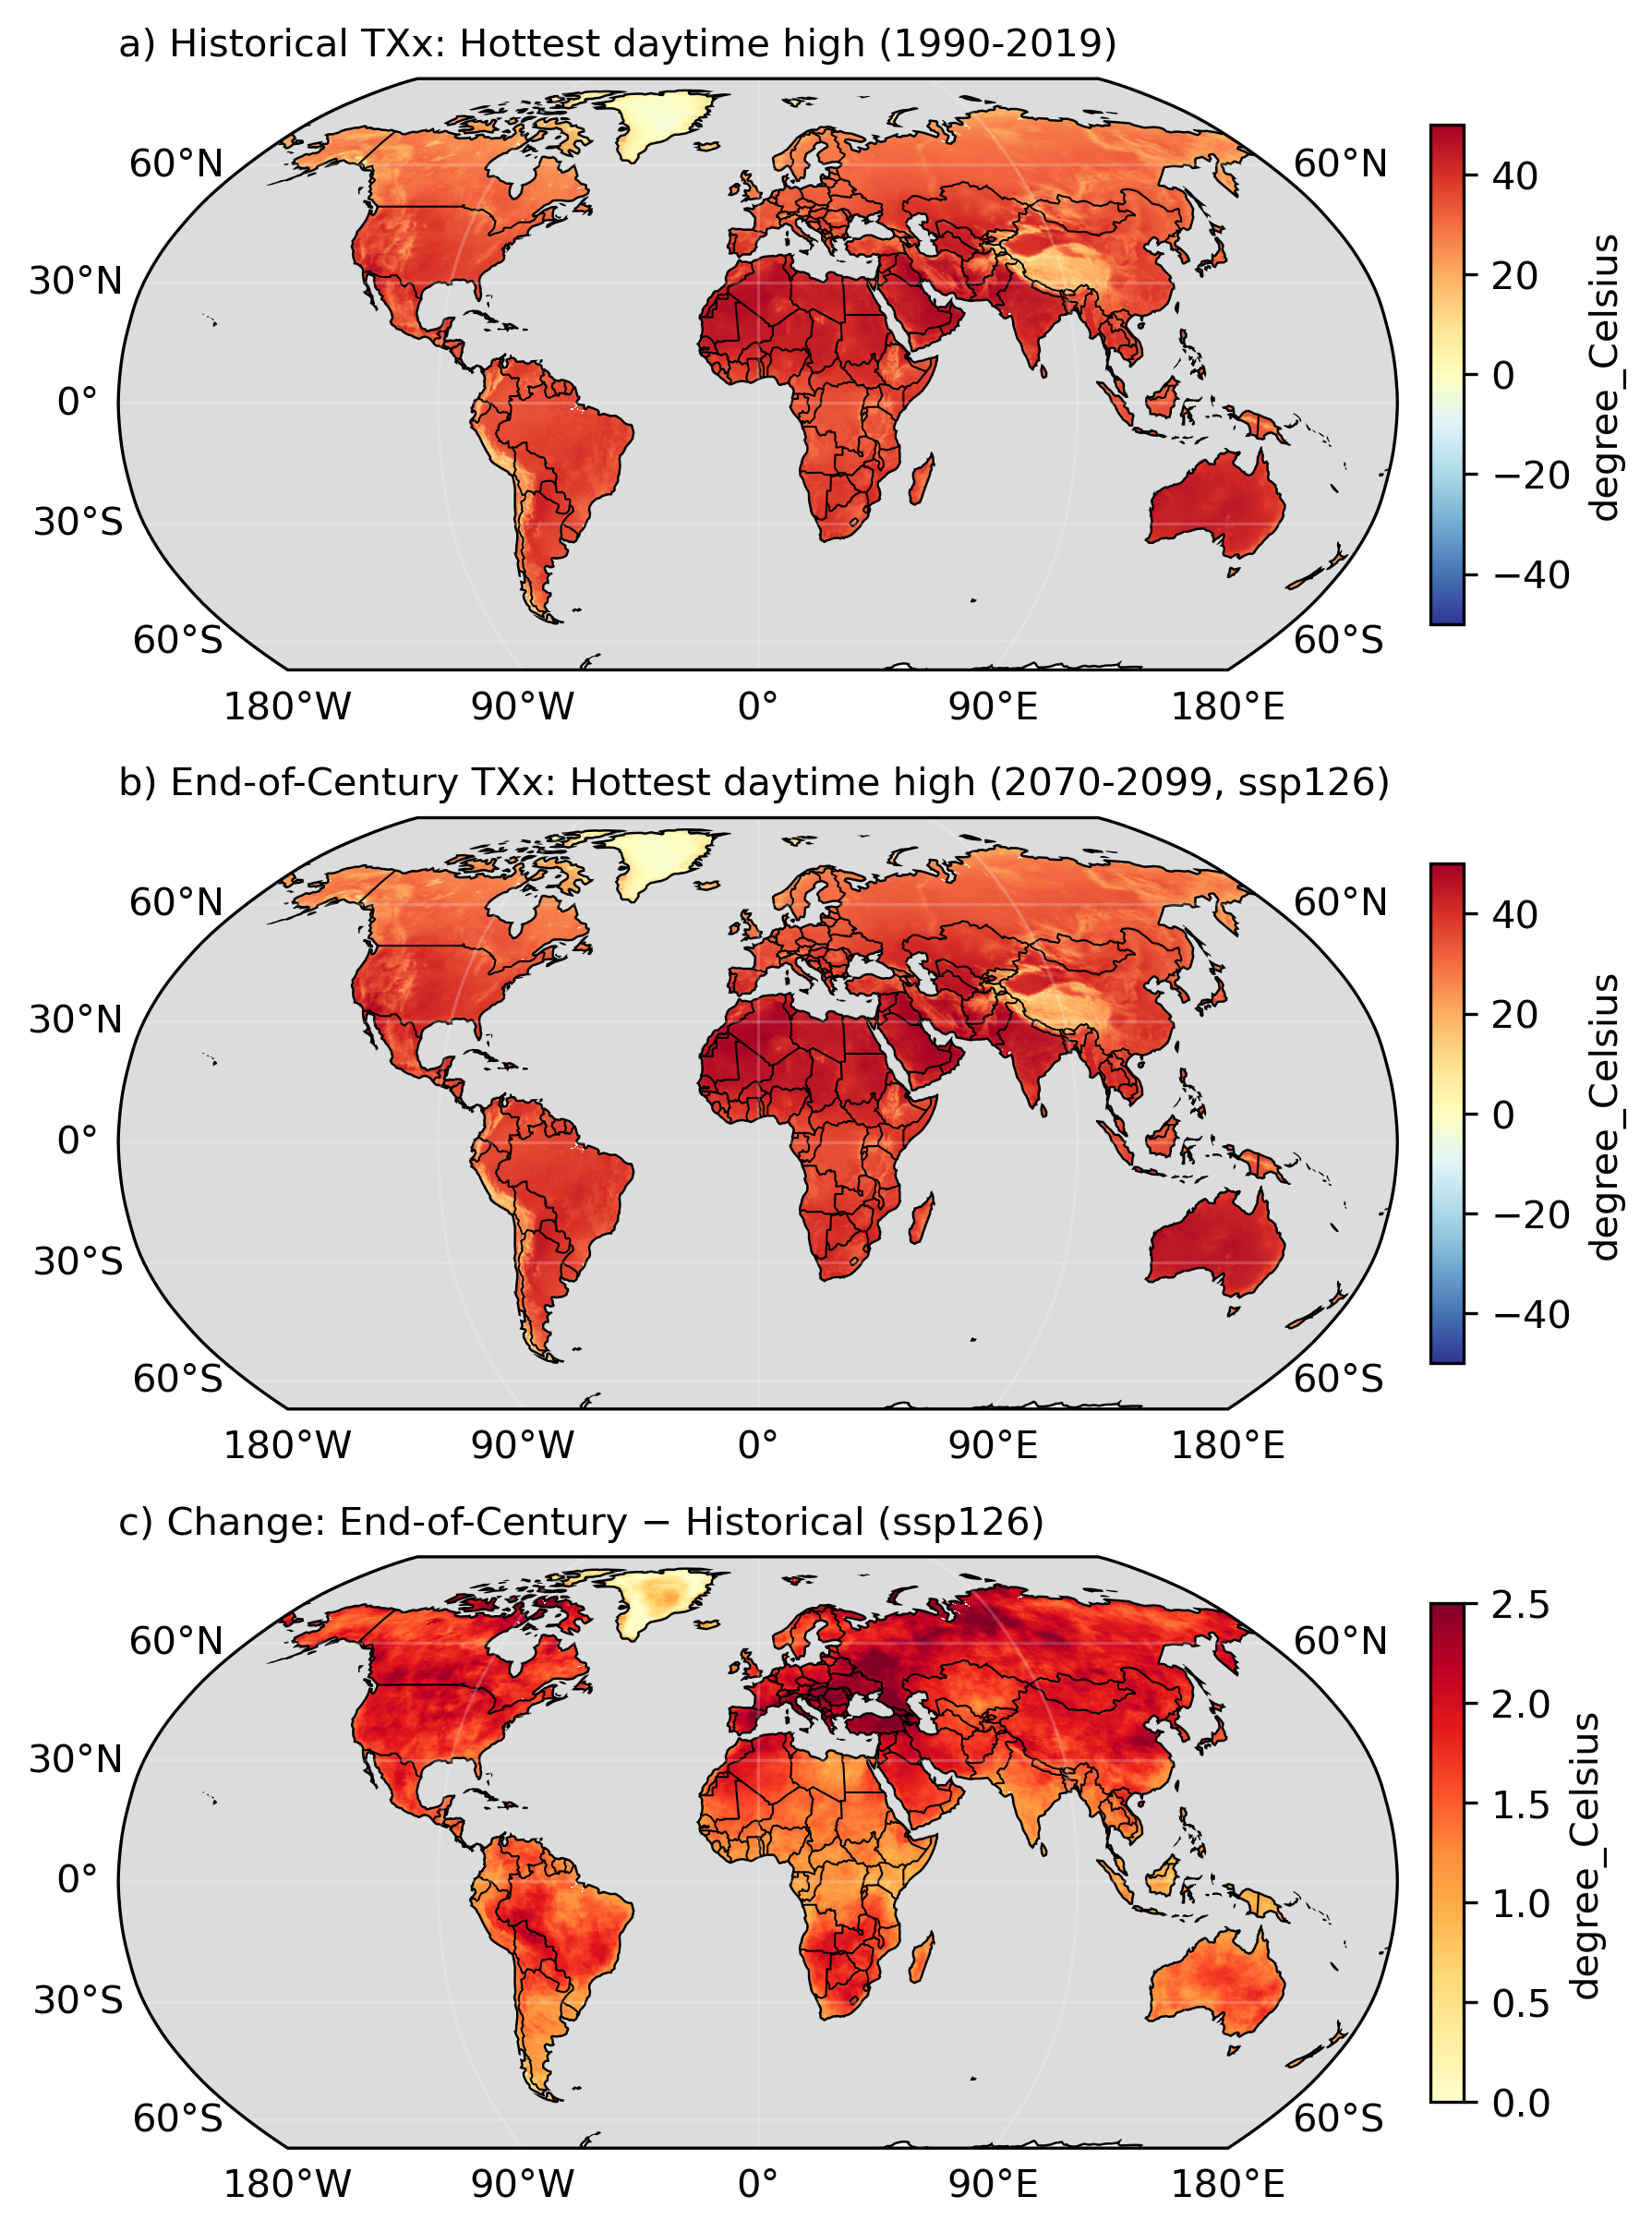 a) Historical TXx: Hottest daytime high (1990-2019)
60°N
60°N
30°N
0°
30°S
60°S
60°S
180°W
90°W
0°
90°E
180°E
40
20
0
−20
−40
degree_Celsius
b) End-of-Century TXx: Hottest daytime high (2070-2099, ssp126)
60°N
60°N
30°N
0°
30°S
60°S
60°S
180°W
90°W
0°
90°E
180°E
40
20
0
−20
−40
degree_Celsius
c) Change: End-of-Century − Historical (ssp126)
60°N
60°N
30°N
0°
30°S
60°S
60°S
180°W
90°W
0°
90°E
180°E
2.5
2.0
1.5
1.0
0.5
0.0
degree_Celsius